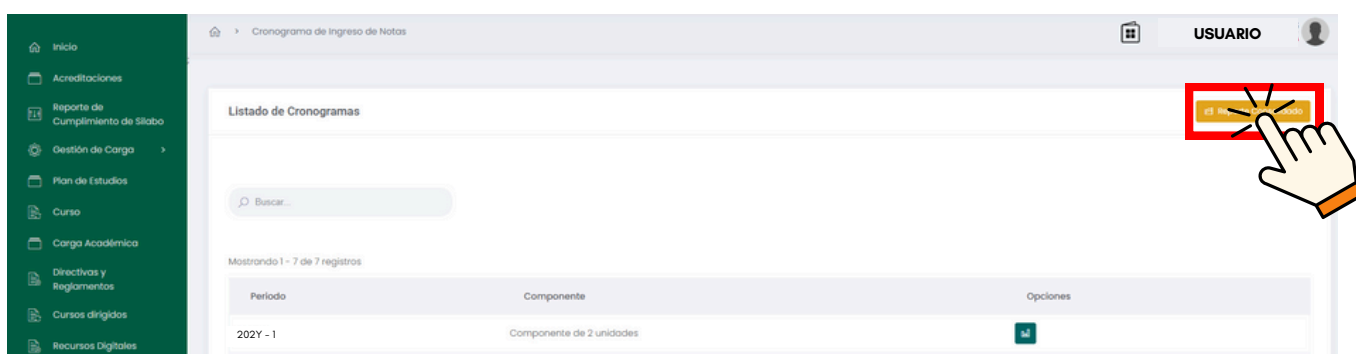 Cronograma de Ingreso de Notas
USUARIO
Inicio
Acreditaciones
Reporte de
Cumplimiento de Sílabo
Gestión de Carga
Plan de Estudios
Curso
Carga Académica
Directivas y
Reglamentos
Cursos dirigidos
Recursos Digitales
Listado de Cronogramas
Buscar...
Mostrando 1 - 7 de 7 registros
Periodo Componente Opciones
202Y - 1 Componente de 2 unidades